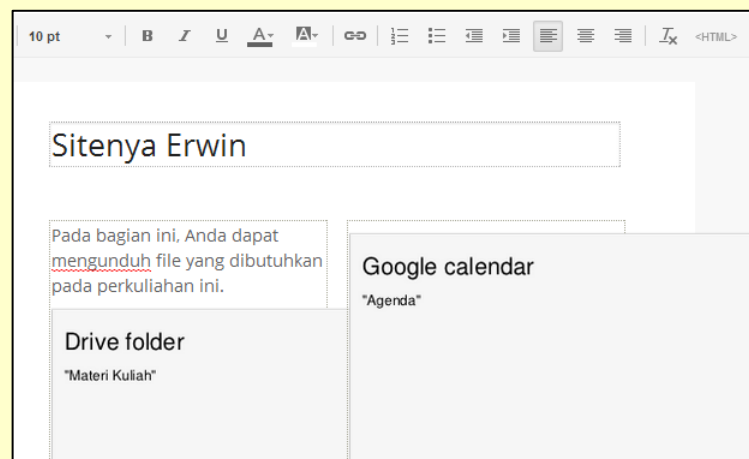 10 pt B I U A A <HTML>
Sitenya Erwin
Pada bagian ini, Anda dapat
mengunduh file yang dibutuhkan
pada perkuliahan ini.
Drive folder
"Materi Kuliah"
Google calendar
"Agenda"